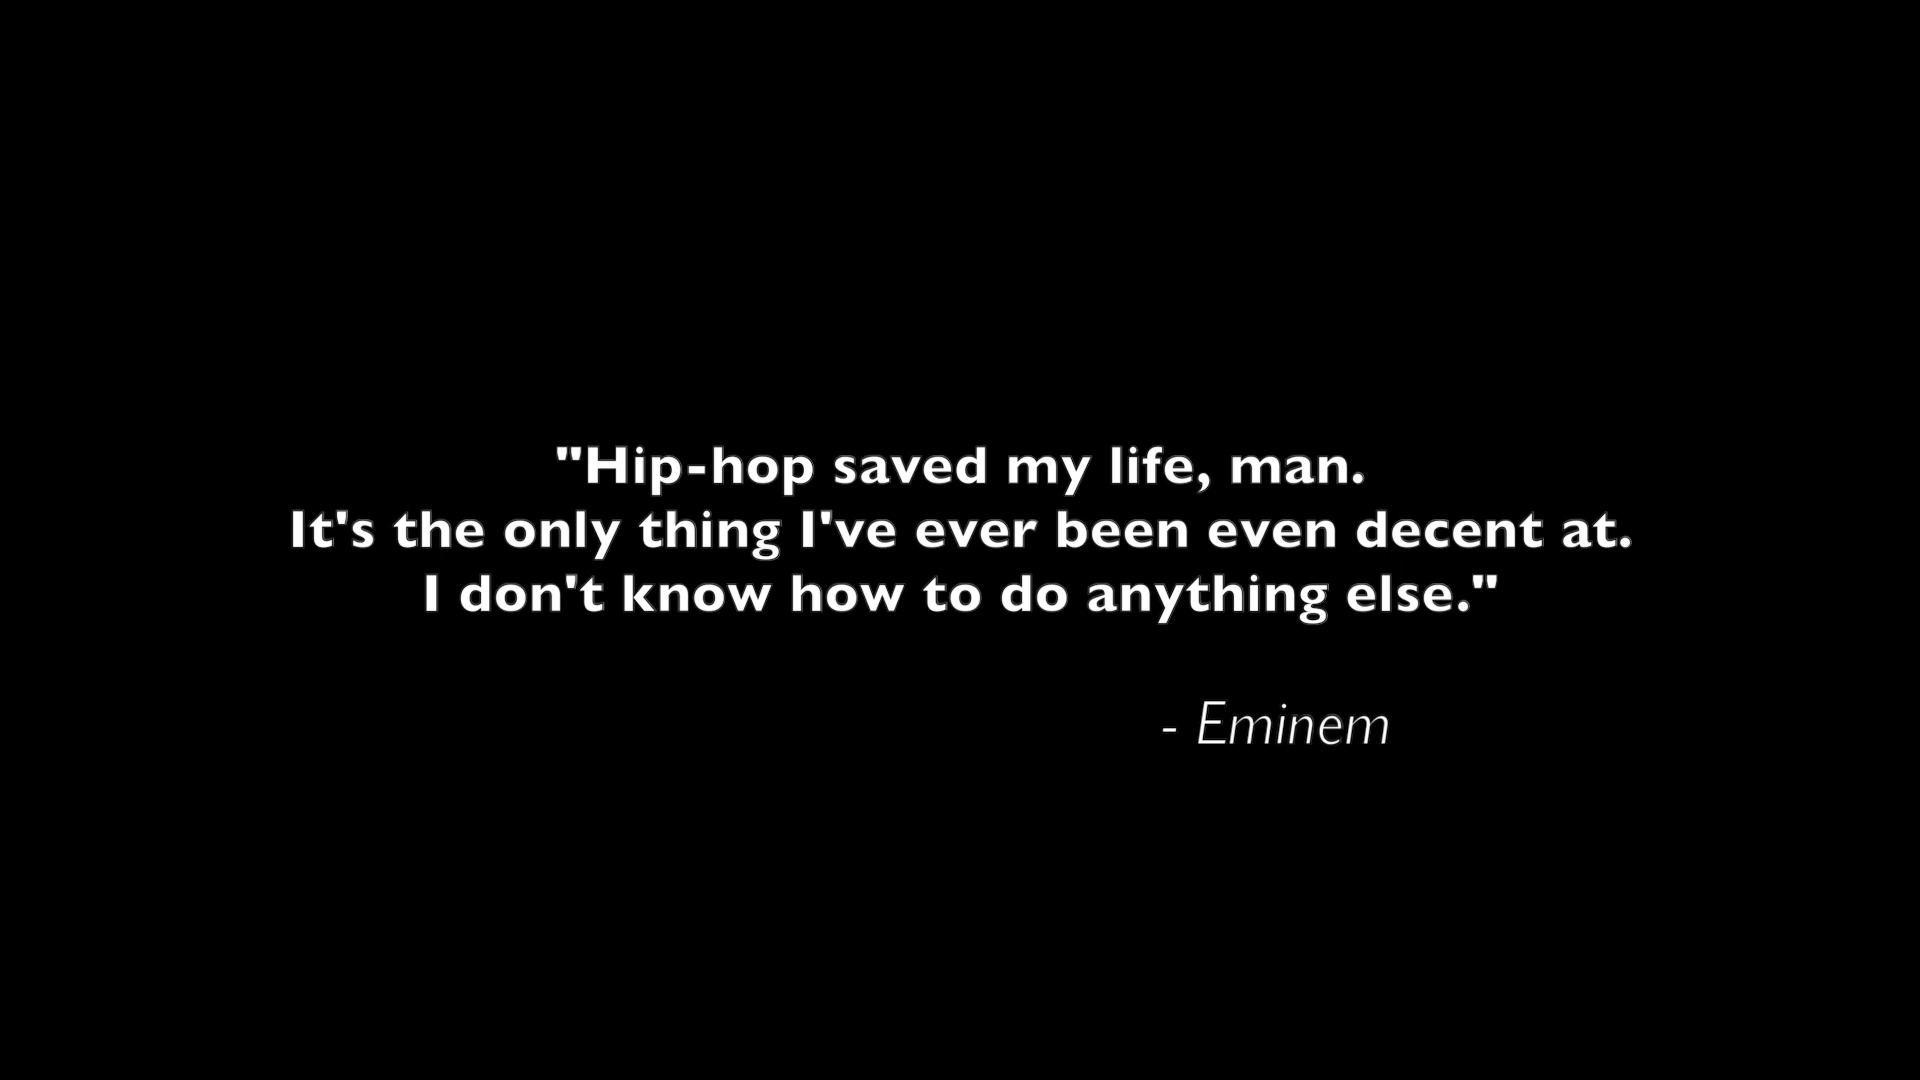 "Hip-hop saved my life, man.
It's the only thing I've ever been even decent at.
I don't know how to do anything else."
- Eminem